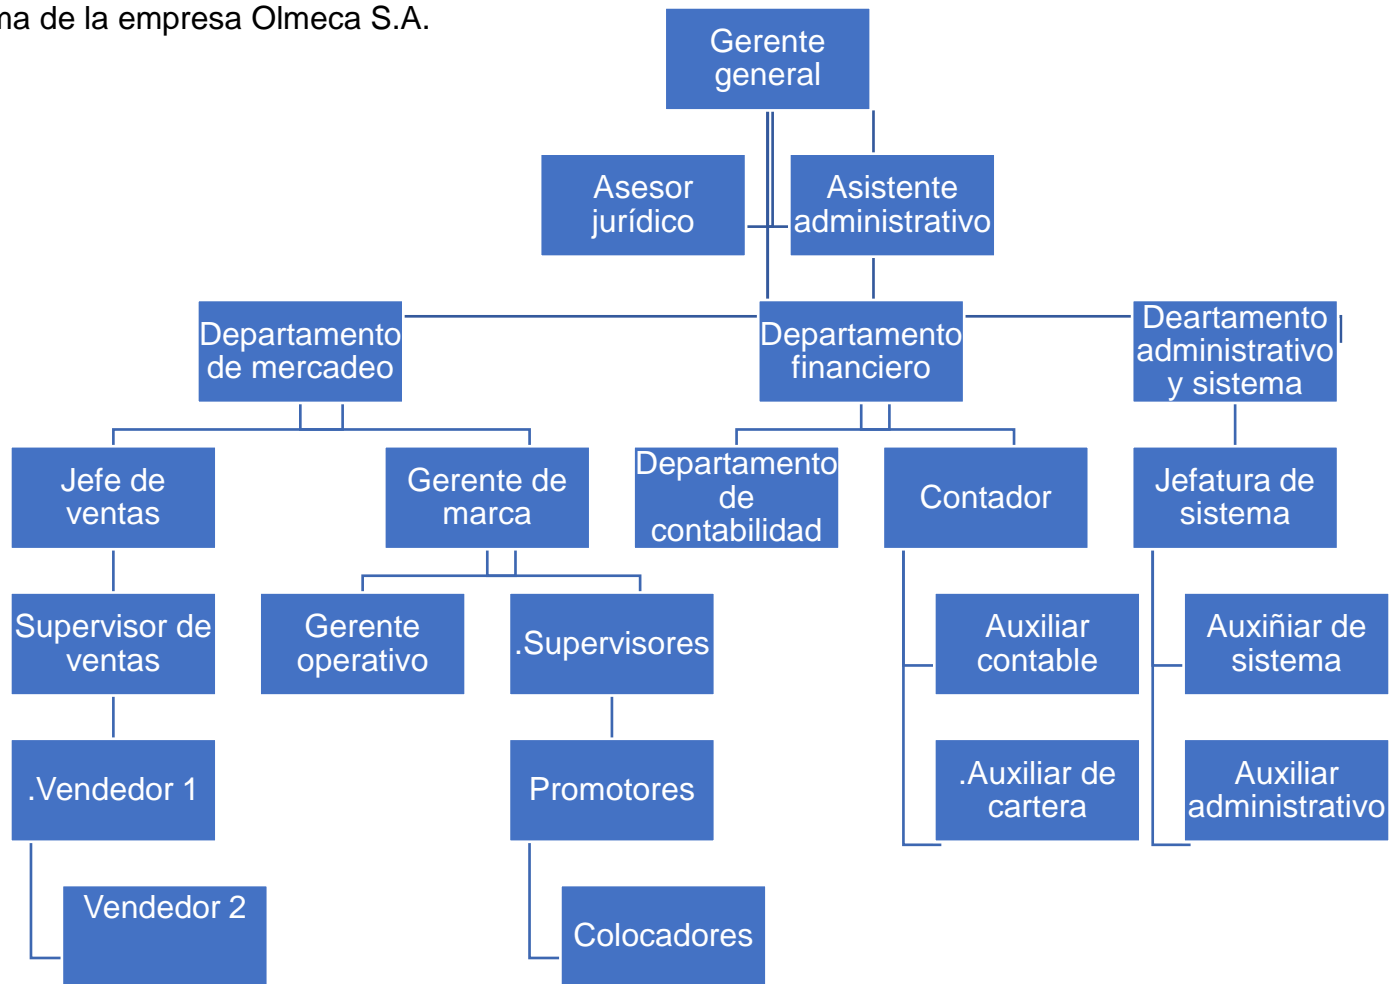 ma de la empresa Olmeca S.A.
Gerente
general
Asesor
jurídico
Asistente
administrativo
Departamento
de mercadeo
Departamento
financiero
Deartamento
administrativo
y sistema
Jefe de
ventas
Gerente de
marca
Departamento
de
contabilidad
Contador
Jefatura de
sistema
Supervisor de
ventas
Gerente
operativo
.Supervisores
Auxiliar
contable
Auxiñiar de
sistema
.Vendedor 1
Promotores
.Auxiliar de
cartera
Auxiliar
administrativo
Vendedor 2
Colocadores